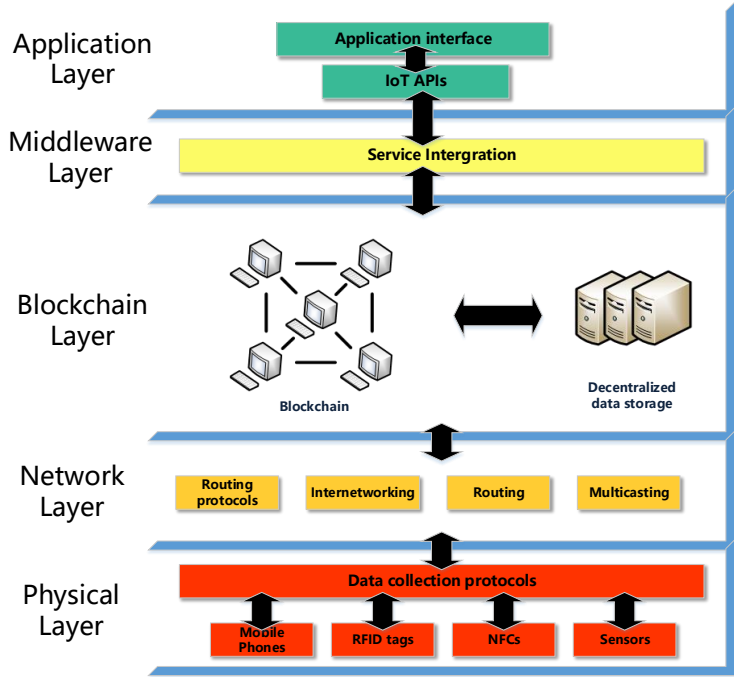 Application
Layer
Application interface
IoT APIs
Middleware
Layer
Service Intergration
Blockchain
Layer
Blockchain
Decentralized
data storage
Network
Layer
Routing
protocols
Internetworking
Routing
Multicasting
Physical
Layer
Data collection protocols
Mobile
Phones
RFID tags
NFCs
Sensors